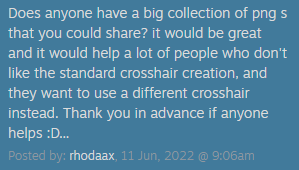 Does anyone have a big collection of png s
that you could share? it would be great
and it would help a lot of people who don't
like the standard crosshair creation, and
they want to use a different crosshair
instead. Thank you in advance if anyone
helps :D...
Posted by: rhodaax, 11 Jun, 2022 @ 9:06am